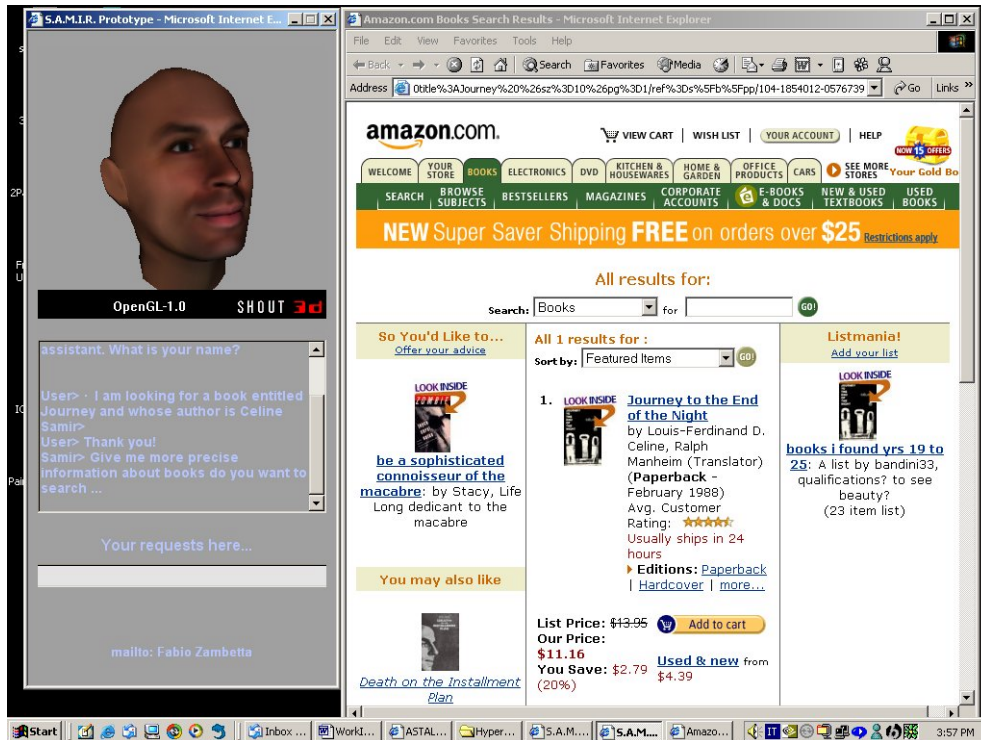 S.A.M.I.R. Prototype - Microsoft Internet E...
OpenGL-1.0 SHOUT 3d
assistant. What is your name?
User> · I am looking for a book entitled
Journey and whose author is Celine
Samir>
User> Thank you!
Samir> Give me more precise
information about books do you want to
search ...
Your requests here...
mailto: Fabio Zambetta
Amazon.com Books Search Results - Microsoft Internet Explorer
File Edit View Favorites Tools Help
Back Search Favorites Media
Address 0title%3AJourney%20%26sz%3D10%26pg%3D1/ref%3Ds%5Fb%5Fpp/104-1854012-0576739 Go Links »
amazon.com. VIEW CART | WISH LIST | YOUR ACCOUNT | HELP
NOW 15 OFFERS
WELCOME YOUR STORE BOOKS ELECTRONICS DVD KITCHEN & HOUSEWARES HOME & GARDEN OFFICE PRODUCTS CARS SEE MORE STORES Your Gold Bo
SEARCH | BROWSE SUBJECTS | BESTSELLERS | MAGAZINES | CORPORATE ACCOUNTS | E-BOOKS & DOCS | NEW & USED TEXTBOOKS | USED BOOKS
NEW Super Saver Shipping FREE on orders over $25 Restrictions apply
All results for:
Search: Books for GO!
So You'd Like to...
Offer your advice
LOOK INSIDE
be a sophisticated
connoisseur of the
macabre: by Stacy, Life
Long dedicant to the
macabre
You may also like
Death on the Installment
Plan
All 1 results for :
Sort by: Featured Items GO!
1. LOOK INSIDE Journey to the End
of the Night
by Louis-Ferdinand D.
Celine, Ralph
Manheim (Translator)
(Paperback -
February 1988)
Avg. Customer
Rating:
Usually ships in 24
hours
Editions: Paperback
| Hardcover | more...
List Price: $13.95 Add to cart
Our Price:
$11.16
You Save: $2.79
(20%)
Used & new from
$4.39
Listmania!
Add your list
LOOK INSIDE
books i found yrs 19 to
25: A list by bandini33,
qualifications? to see
beauty?
(23 item list)
Start Inbox ... WorkI... ASTAL... Hyper... S.A.M.... S.A.M.... Amazo... IT 3:57 PM